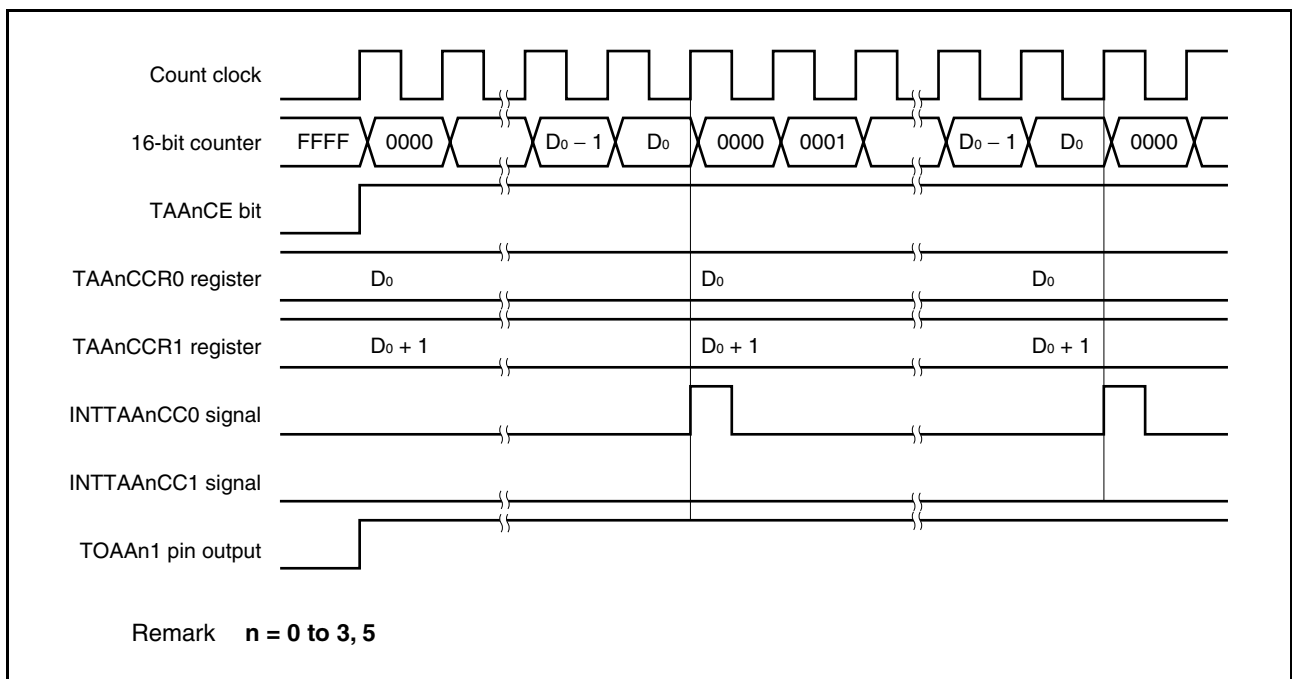 Count clock
16-bit counter FFFF 0000 D₀ − 1 D₀ 0000 0001 D₀ − 1 D₀ 0000
TAAnCE bit
TAAnCCR0 register D₀ D₀ D₀
TAAnCCR1 register D₀ + 1 D₀ + 1 D₀ + 1
INTTAAnCC0 signal
INTTAAnCC1 signal
TOAAn1 pin output
Remark n = 0 to 3, 5